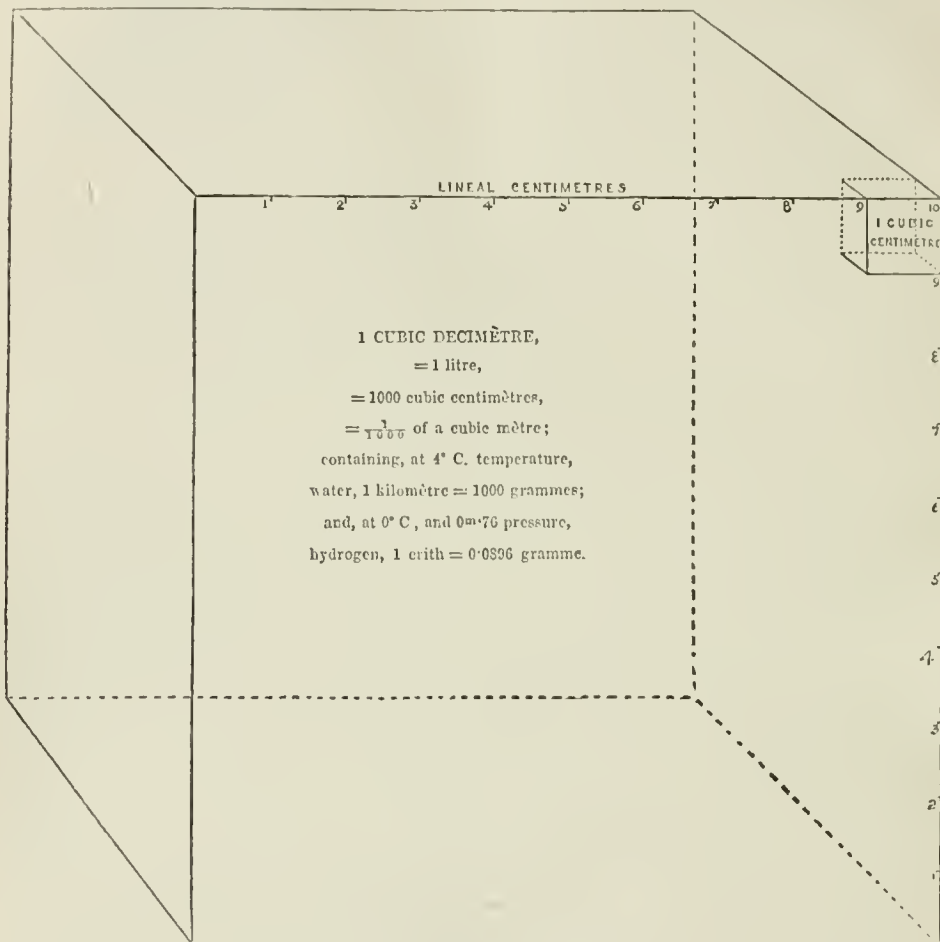 LINEAL CENTIMETRES
1 2 3 4 5 6 7 8 9 10
1 CUBIC
CENTIMÈTRE
9
8
7
6
5
4
3
2
1
1 CUBIC DECIMÈTRE,
= 1 litre,
= 1000 cubic centimètres,
= 1/1000 of a cubic mètre;
containing, at 4° C. temperature,
water, 1 kilomètre = 1000 grammes;
and, at 0° C, and 0m·76 pressure,
hydrogen, 1 crith = 0·0896 gramme.